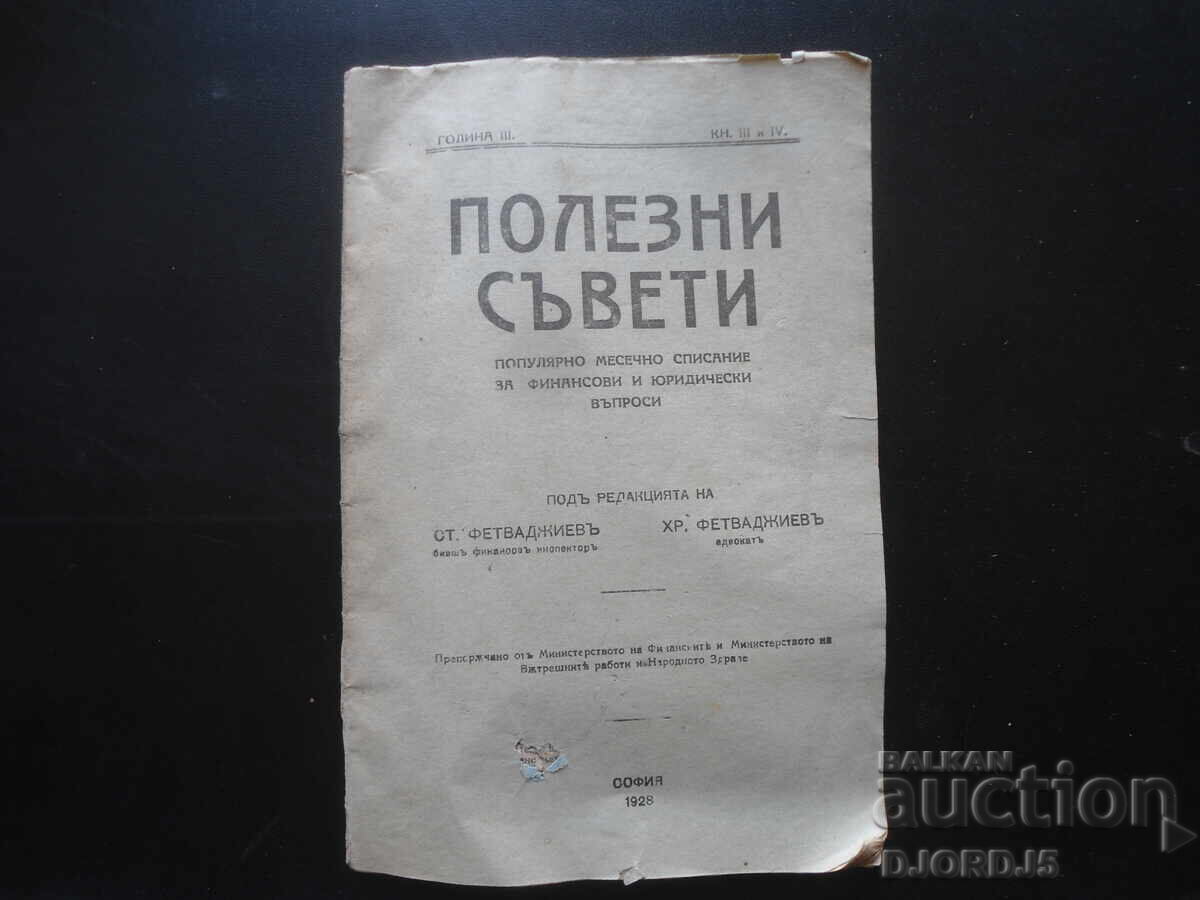 ГОДИНА III. КН. III и IV.
ПОЛЕЗНИ
СЪВЕТИ
ПОПУЛЯРНО МЕСЕЧНО СПИСАНИЕ
ЗА ФИНАНСОВИ И ЮРИДИЧЕСКИ
ВЪПРОСИ
ПОДЪ РЕДАКЦИЯТА НА
СТ. ФЕТВАДЖИЕВЪ ХР. ФЕТВАДЖИЕВЪ
бившъ финансовъ инспекторъ адвокатъ
Препорѫчано отъ Министерството на Финанситѣ и Министерството на
Вѫтрешнитѣ работи и Народното Здраве
СОФИЯ
1928
BALKAN
auction
DJORDJ5